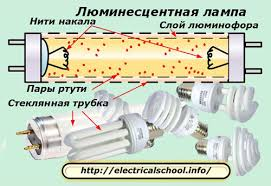 Люминесцентная лампа
Нити накала
Слой люминофора
Пары ртути
Стеклянная трубка
http://electricalschool.info/